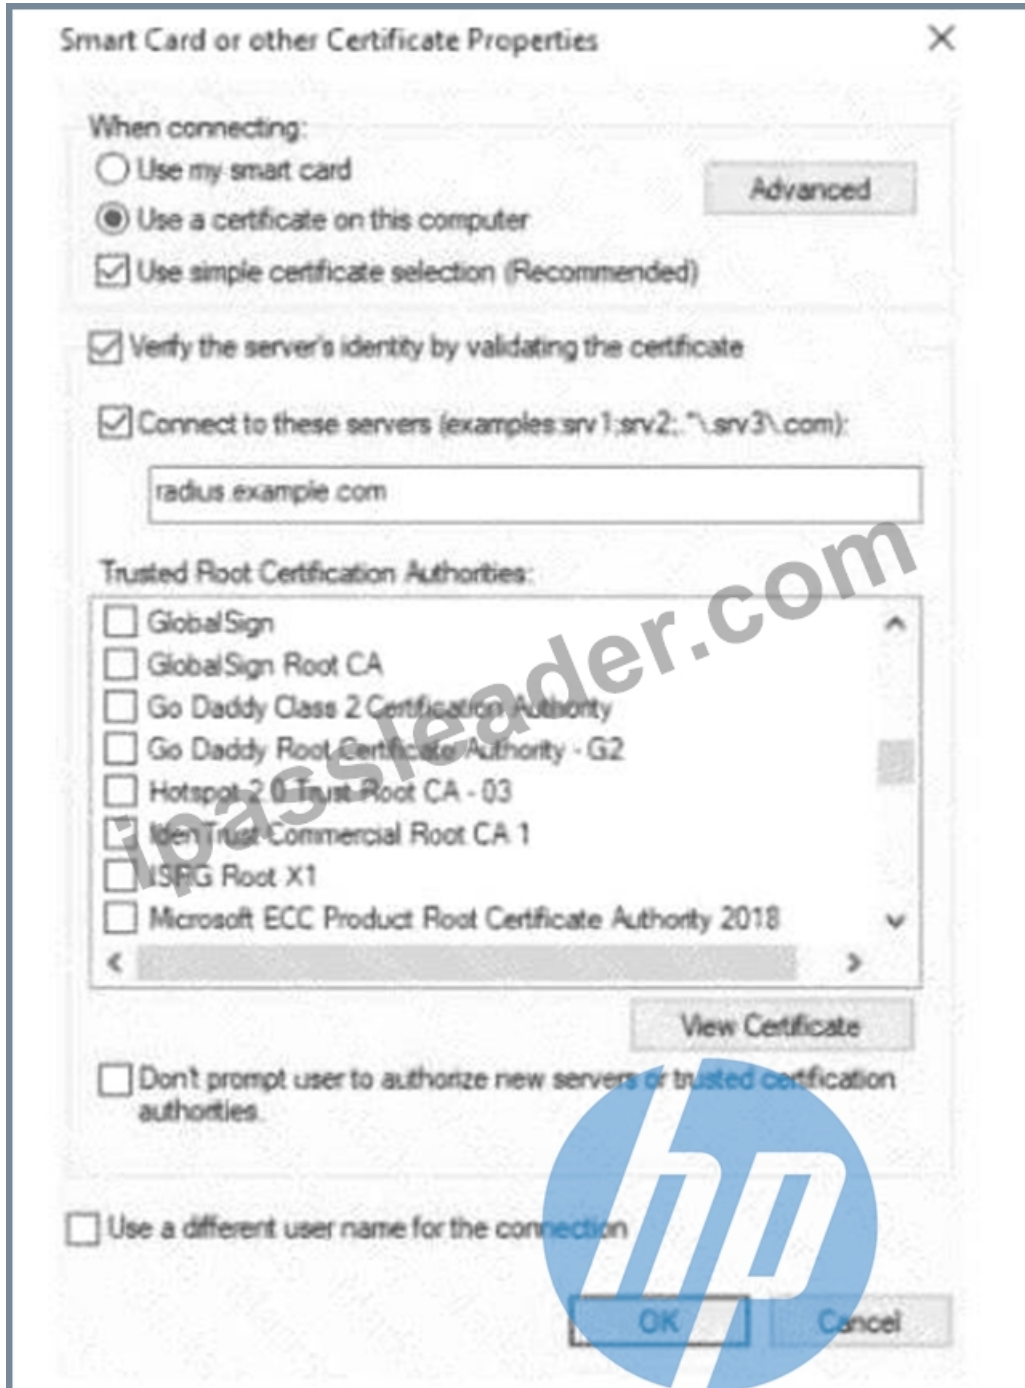 Smart Card or other Certificate Properties
When connecting:
Use my smart card
Advanced
Use a certificate on this computer
Use simple certificate selection (Recommended)
Verify the server's identity by validating the certificate
Connect to these servers (examples:srv1;srv2;.*\.srv3\.com):
radius.example.com
Trusted Root Certification Authorities:
GlobalSign
GlobalSign Root CA
Go Daddy Class 2 Certification Authority
Go Daddy Root Certificate Authority - G2
Hotspot 2.0 Trust Root CA - 03
IdenTrust Commercial Root CA 1
ISRG Root X1
Microsoft ECC Product Root Certificate Authority 2018
View Certificate
Don't prompt user to authorize new servers or trusted certification
authorities.
Use a different user name for the connection
OK
Cancel
ipassleader.com
hp